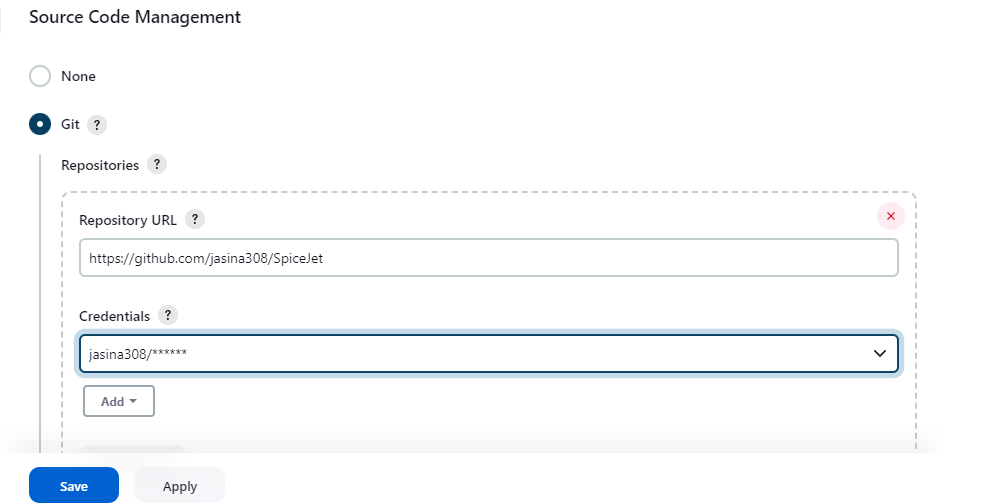 Source Code Management
None
Git ?
Repositories ?
Repository URL ?
https://github.com/jasina308/SpiceJet
Credentials ?
jasina308/******
Add
Save
Apply